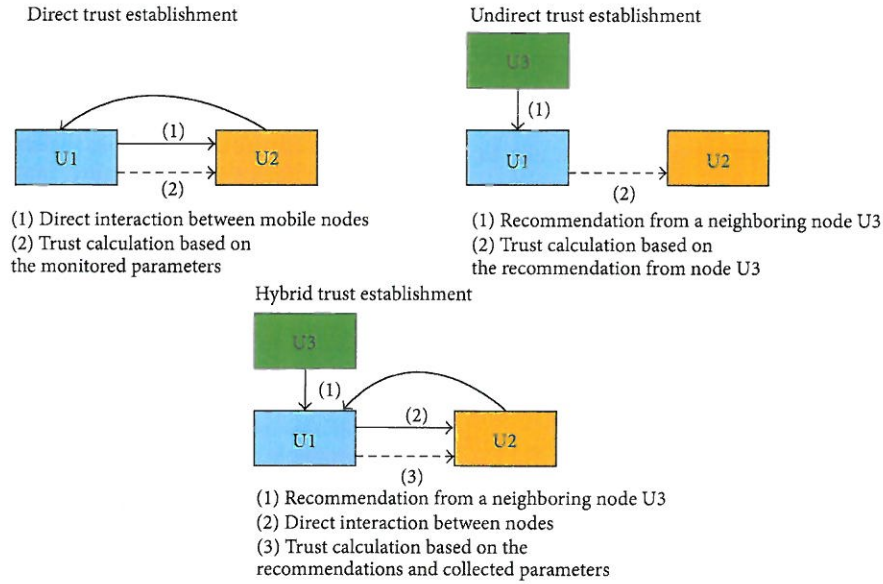 Direct trust establishment
U1
(1)
(2)
U2
(1) Direct interaction between mobile nodes
(2) Trust calculation based on
the monitored parameters
Undirect trust establishment
U3
(1)
U1
(2)
U2
(1) Recommendation from a neighboring node U3
(2) Trust calculation based on
the recommendation from node U3
Hybrid trust establishment
U3
(1)
U1
(2)
(3)
U2
(1) Recommendation from a neighboring node U3
(2) Direct interaction between nodes
(3) Trust calculation based on the
recommendations and collected parameters